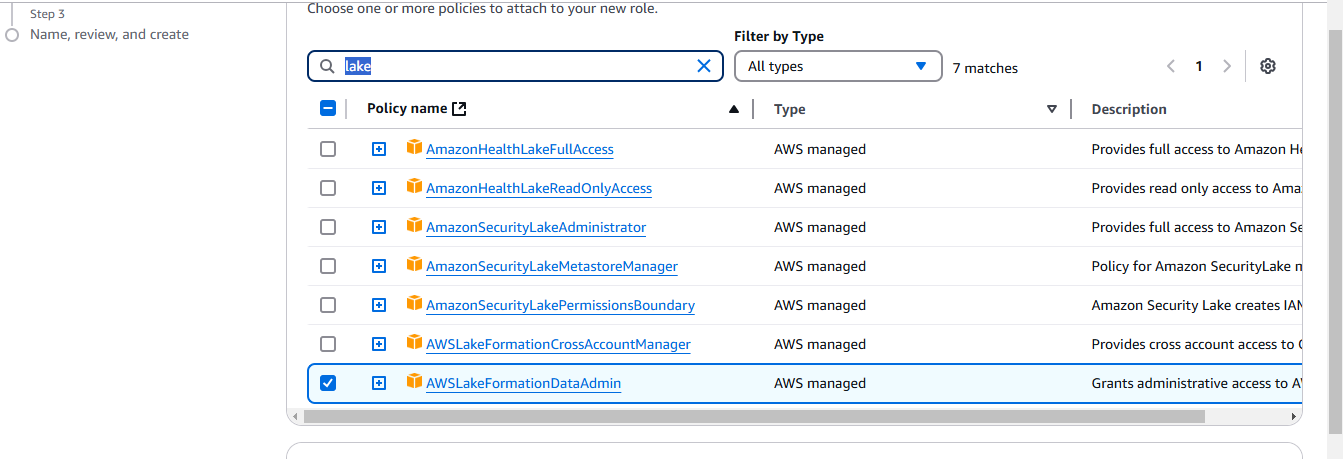 Step 3
Name, review, and create
Choose one or more policies to attach to your new role.
Filter by Type
lake
All types
7 matches
1
Policy name
Type
Description
AmazonHealthLakeFullAccess AWS managed Provides full access to Amazon He
AmazonHealthLakeReadOnlyAccess AWS managed Provides read only access to Ama
AmazonSecurityLakeAdministrator AWS managed Provides full access to Amazon Se
AmazonSecurityLakeMetastoreManager AWS managed Policy for Amazon SecurityLake m
AmazonSecurityLakePermissionsBoundary AWS managed Amazon Security Lake creates IAN
AWSLakeFormationCrossAccountManager AWS managed Provides cross account access to G
AWSLakeFormationDataAdmin AWS managed Grants administrative access to A